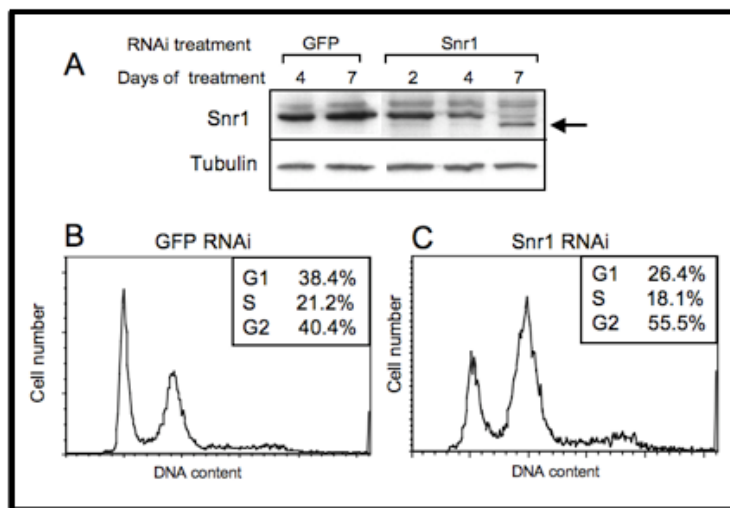 A
RNAi treatment GFP Snr1
Days of treatment 4 7 2 4 7
Snr1
Tubulin
B
GFP RNAi
G1 38.4%
S 21.2%
G2 40.4%
Cell number
DNA content
C
Snr1 RNAi
G1 26.4%
S 18.1%
G2 55.5%
Cell number
DNA content